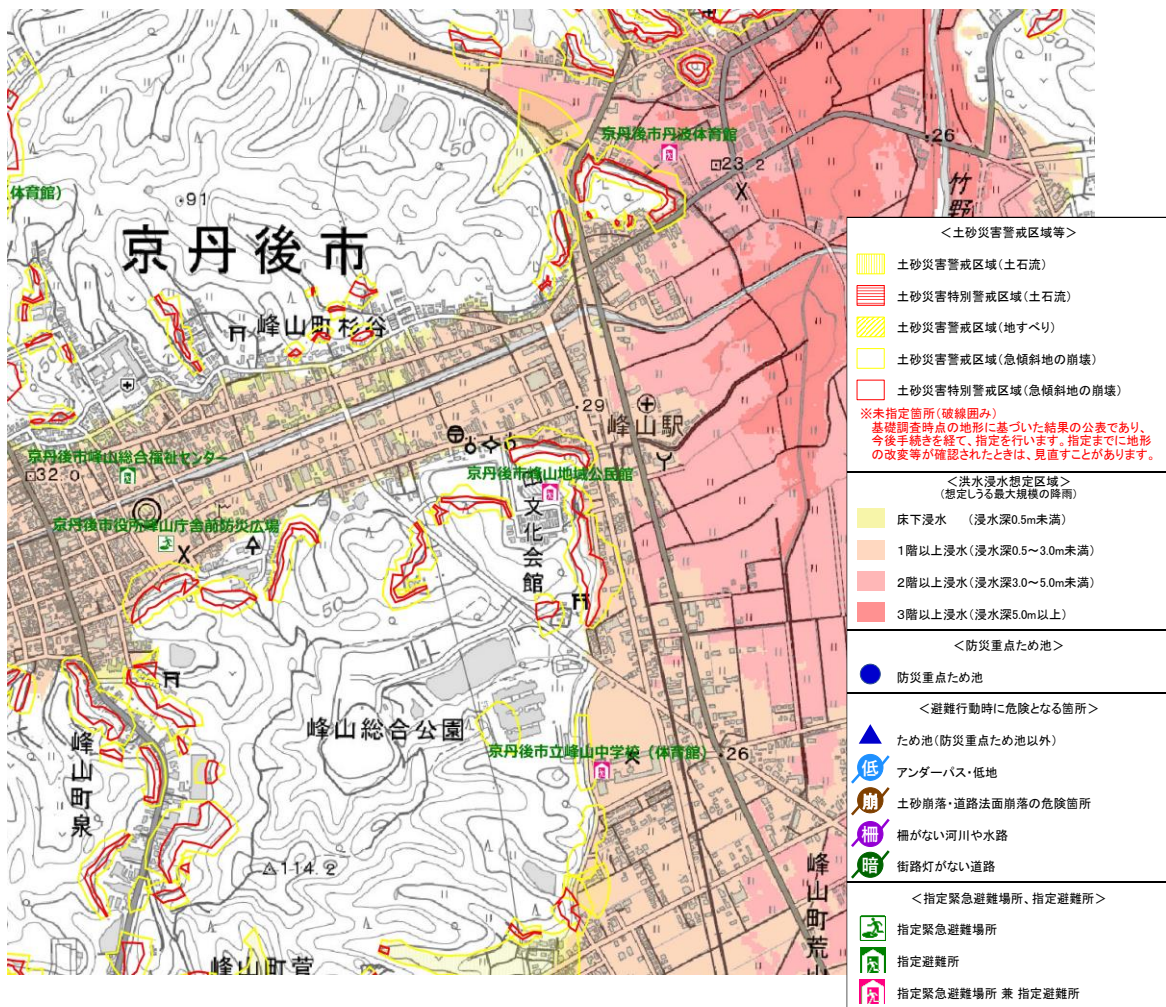 京丹後市丹波体育館
26
23.2
竹野
体育館）
91
50
京丹後市
峰山町杉谷
29
峰山駅
京丹後市峰山総合福祉センター
32.0
京丹後市峰山地域公民館
文化会館
京丹後市役所峰山庁舎前防災広場
50
峰山総合公園
京丹後市立峰山中学校（体育館）
26
峰山町泉
114.2
峰山町荒山
峰山町菅
＜土砂災害警戒区域等＞
土砂災害警戒区域（土石流）
土砂災害特別警戒区域（土石流）
土砂災害警戒区域（地すべり）
土砂災害警戒区域（急傾斜地の崩壊）
土砂災害特別警戒区域（急傾斜地の崩壊）
※未指定箇所（破線囲み）
基礎調査時点の地形に基づいた結果の公表であり、
今後手続きを経て、指定を行います。指定までに地形
の改変等が確認されたときは、見直すことがあります。
＜洪水浸水想定区域＞
（想定しうる最大規模の降雨）
床下浸水　（浸水深0.5m未満）
1階以上浸水（浸水深0.5～3.0m未満）
2階以上浸水（浸水深3.0～5.0m未満）
3階以上浸水（浸水深5.0m以上）
＜防災重点ため池＞
防災重点ため池
＜避難行動時に危険となる箇所＞
ため池（防災重点ため池以外）
低 アンダーパス・低地
崩 土砂崩落・道路法面崩落の危険箇所
柵 柵がない河川や水路
暗 街路灯がない道路
＜指定緊急避難場所、指定避難所＞
指定緊急避難場所
指定避難所
指定緊急避難場所 兼 指定避難所